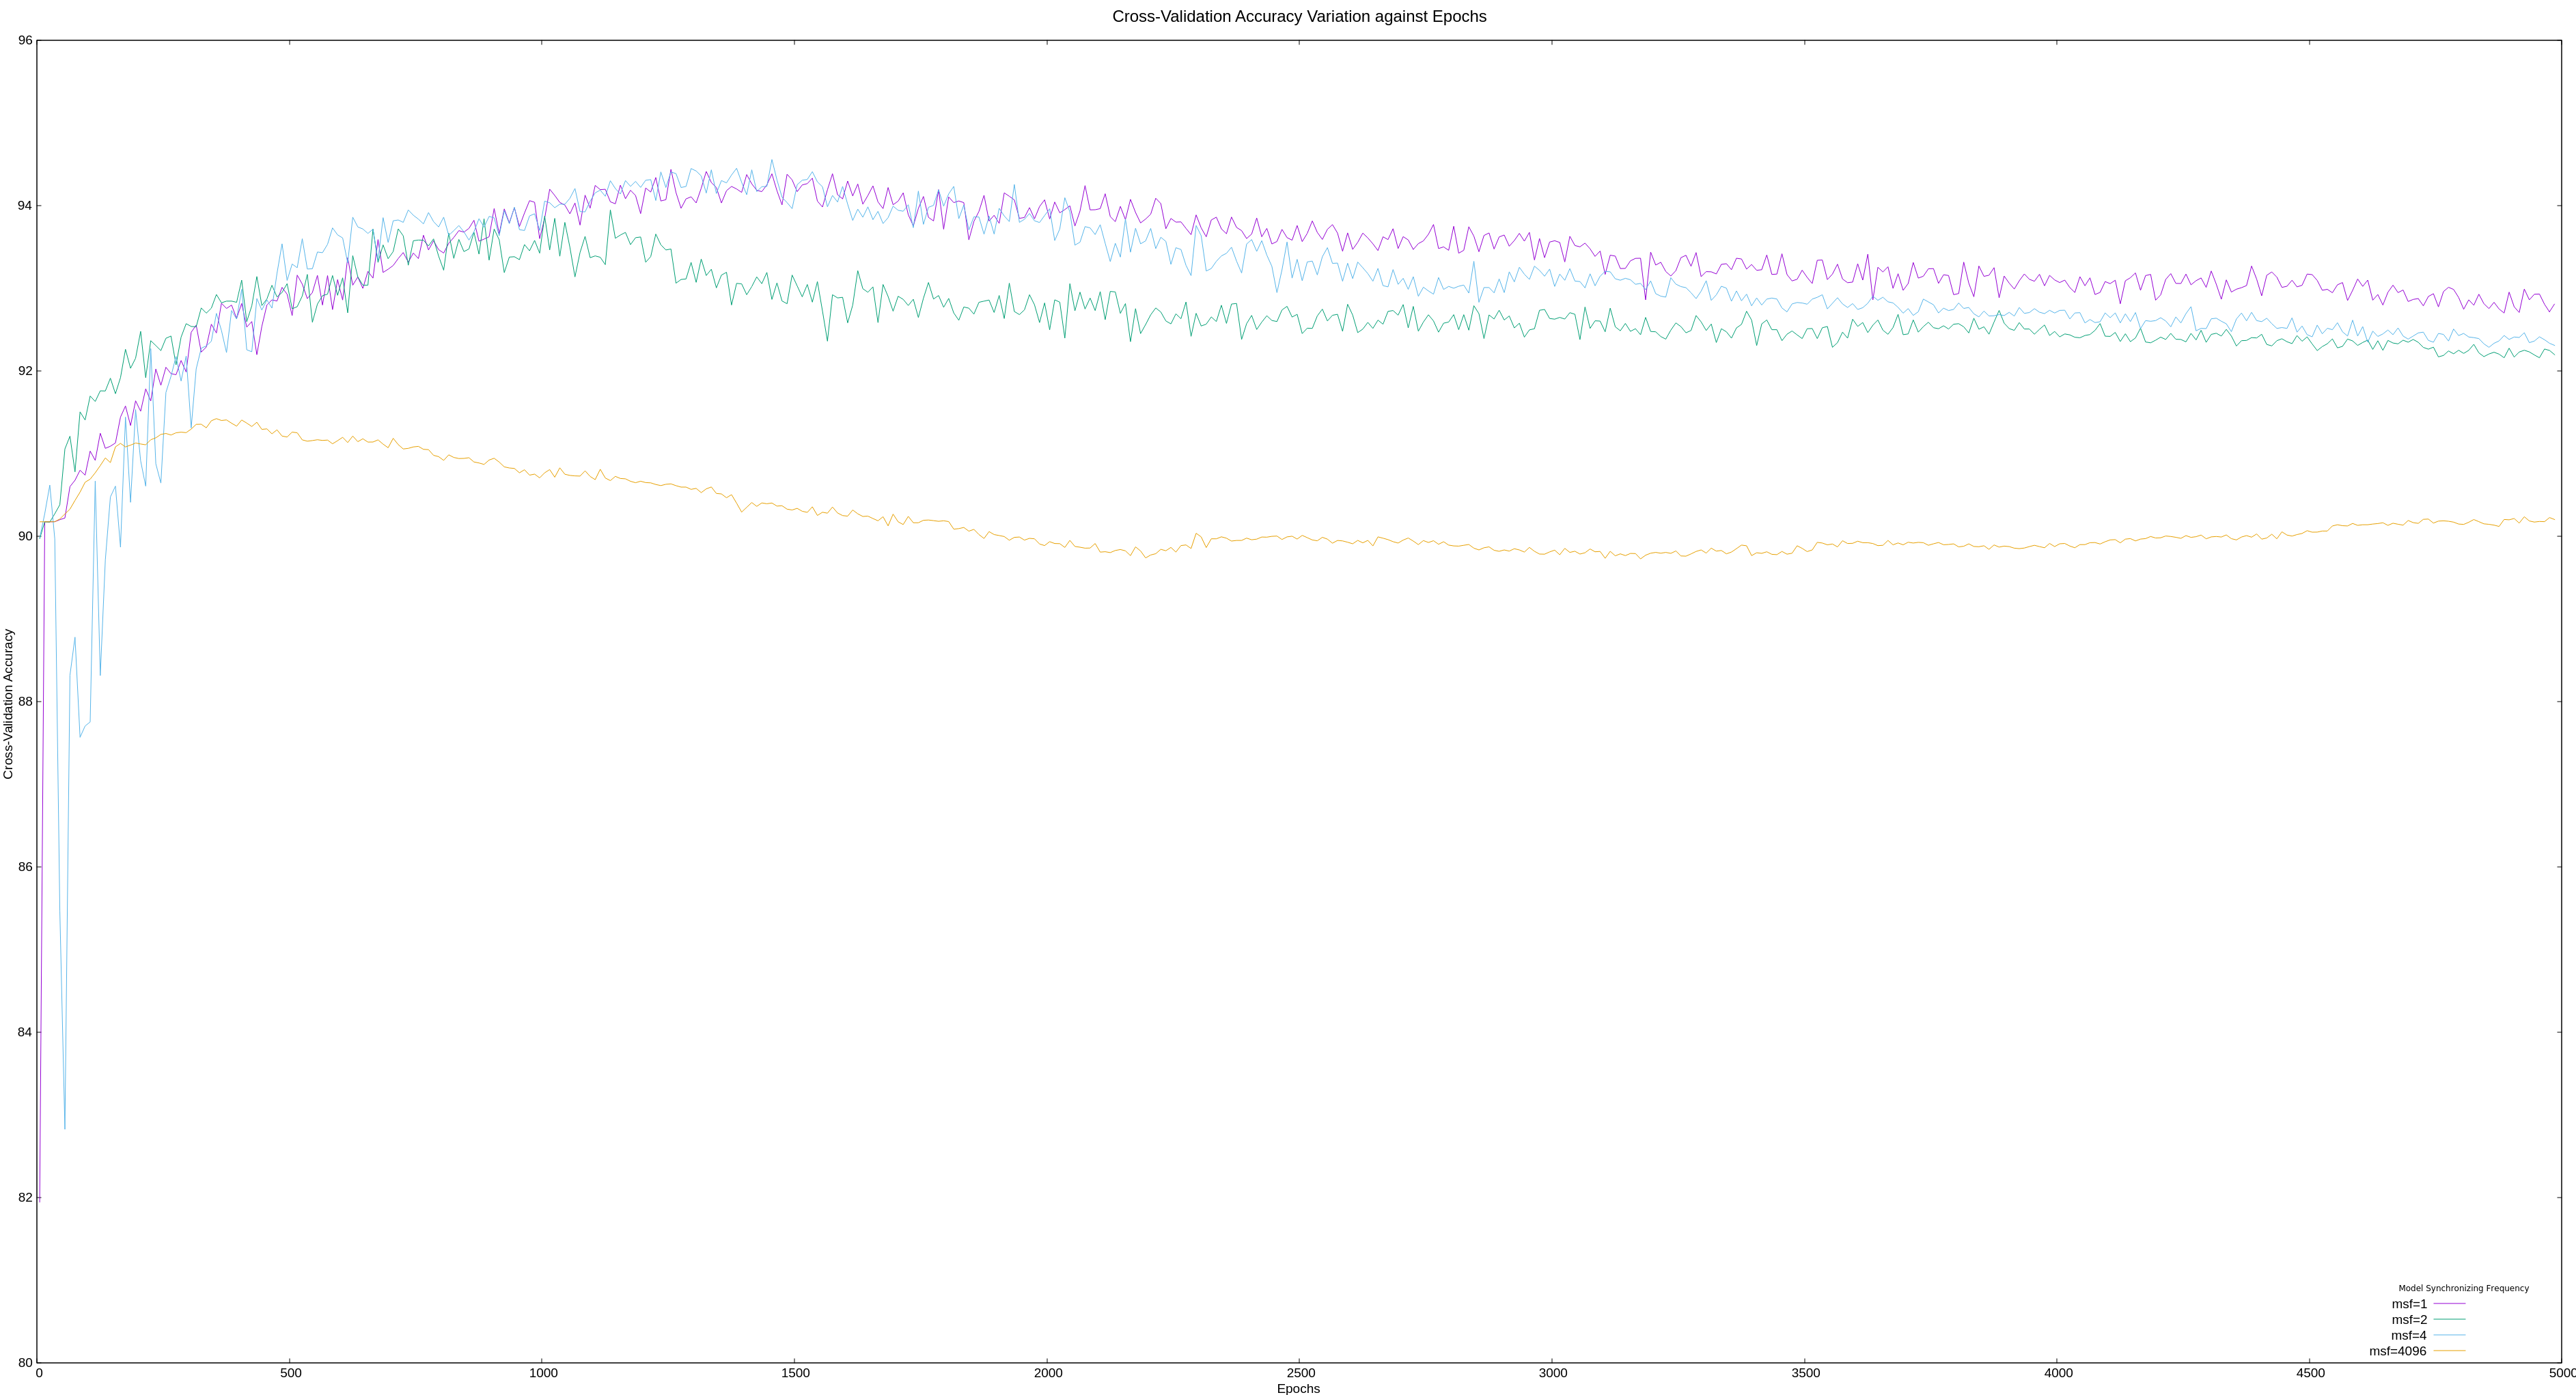 Cross-Validation Accuracy Variation against Epochs
96
94
92
90
88
86
84
82
80
Cross-Validation Accuracy
0 500 1000 1500 2000 2500 3000 3500 4000 4500 5000
Epochs
Model Synchronizing Frequency
msf=1
msf=2
msf=4
msf=4096